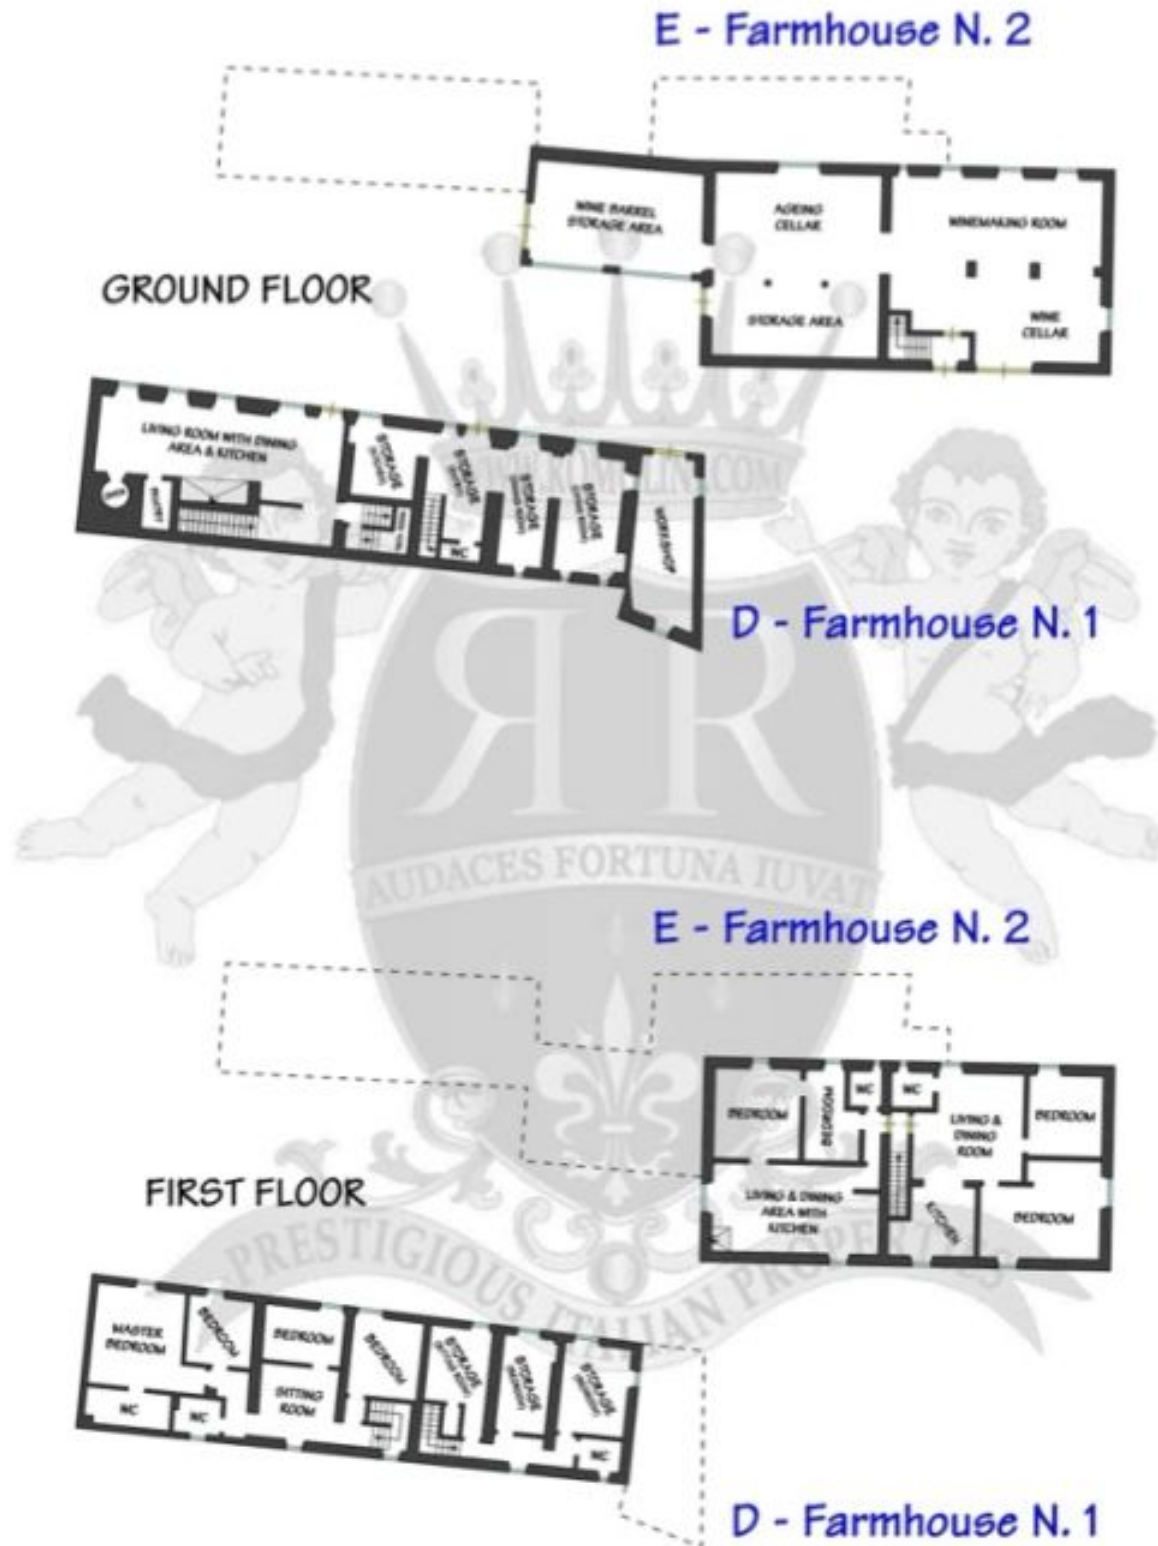 E - Farmhouse N. 2
WINE BARREL
STORAGE AREA
AGEING
CELLAR
WINEMAKING ROOM
GROUND FLOOR
STORAGE AREA
WINE
CELLAR
LIVING ROOM WITH DINING
AREA & KITCHEN
STORAGE
STORAGE
STORAGE
STORAGE
WORKSHOP
WC
D - Farmhouse N. 1
RR
AUDACES FORTUNA IUVAT
E - Farmhouse N. 2
BEDROOM
BEDROOM
WC
WC
LIVING &
DINING
ROOM
BEDROOM
FIRST FLOOR
LIVING & DINING
AREA WITH
KITCHEN
KITCHEN
BEDROOM
PRESTIGIOUS ITALIAN PROPERTIES
MASTER
BEDROOM
BEDROOM
BEDROOM
BEDROOM
STORAGE
STORAGE
STORAGE
SITTING
ROOM
WC
WC
WC
D - Farmhouse N. 1